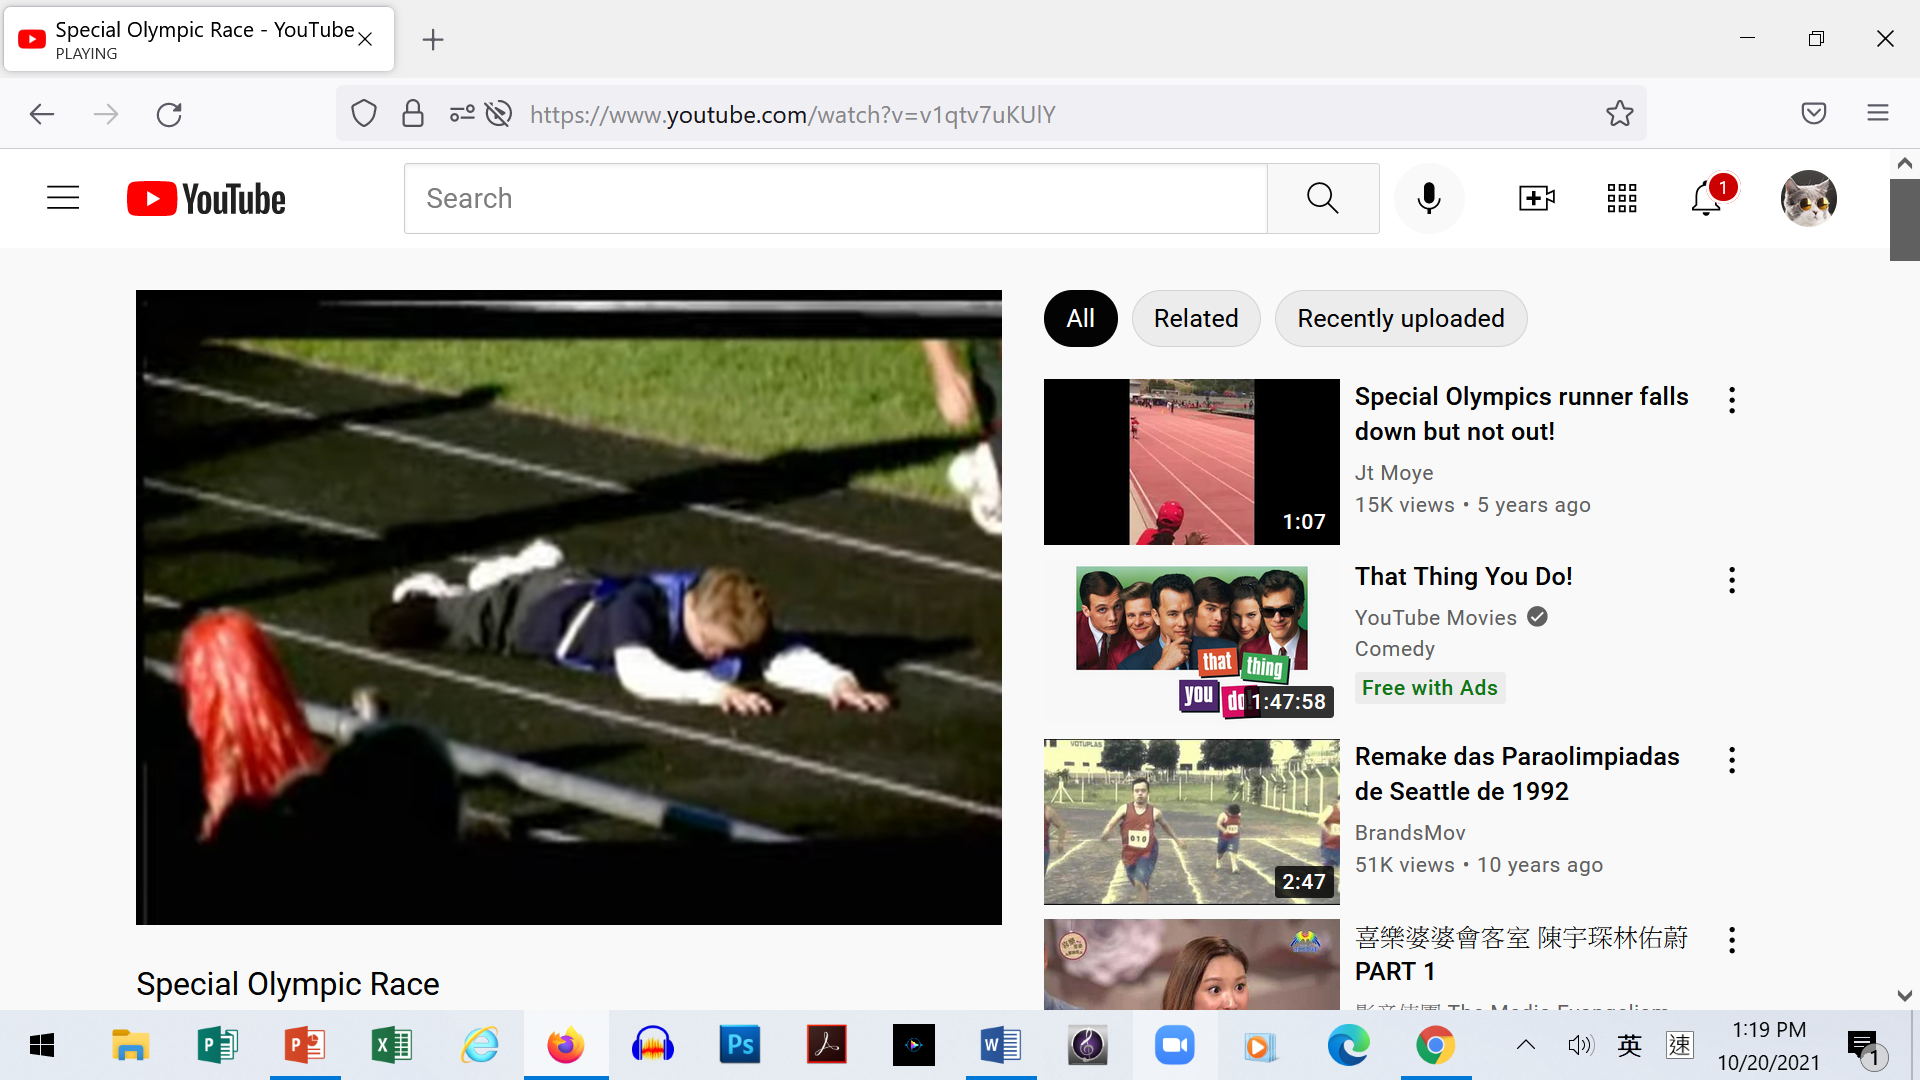 Special Olympic Race - YouTube
PLAYING
https://www.youtube.com/watch?v=v1qtv7uKUlY
YouTube
Search
1
All
Related
Recently uploaded
Special Olympics runner falls
down but not out!
Jt Moye
15K views • 5 years ago
1:07
That Thing You Do!
YouTube Movies
Comedy
Free with Ads
that thing
you do
1:47:58
Remake das Paraolimpiadas
de Seattle de 1992
BrandsMov
51K views • 10 years ago
VOTUPLAS
010
2:47
喜樂婆婆會客室 陳宇琛林佑蔚
PART 1
Special Olympic Race
英
速
1:19 PM
10/20/2021
1